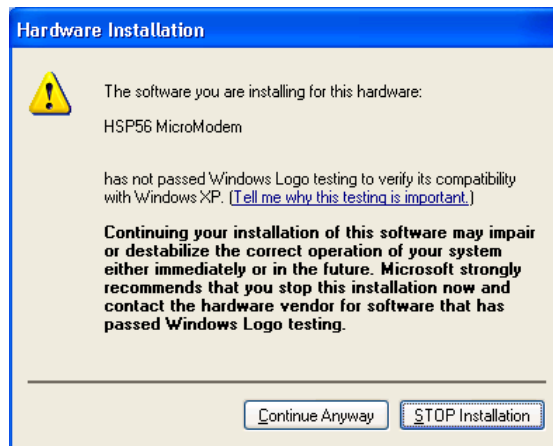 Hardware Installation
The software you are installing for this hardware:
HSP56 MicroModem
has not passed Windows Logo testing to verify its compatibility
with Windows XP. (Tell me why this testing is important.)
Continuing your installation of this software may impair
or destabilize the correct operation of your system
either immediately or in the future. Microsoft strongly
recommends that you stop this installation now and
contact the hardware vendor for software that has
passed Windows Logo testing.
Continue Anyway
STOP Installation